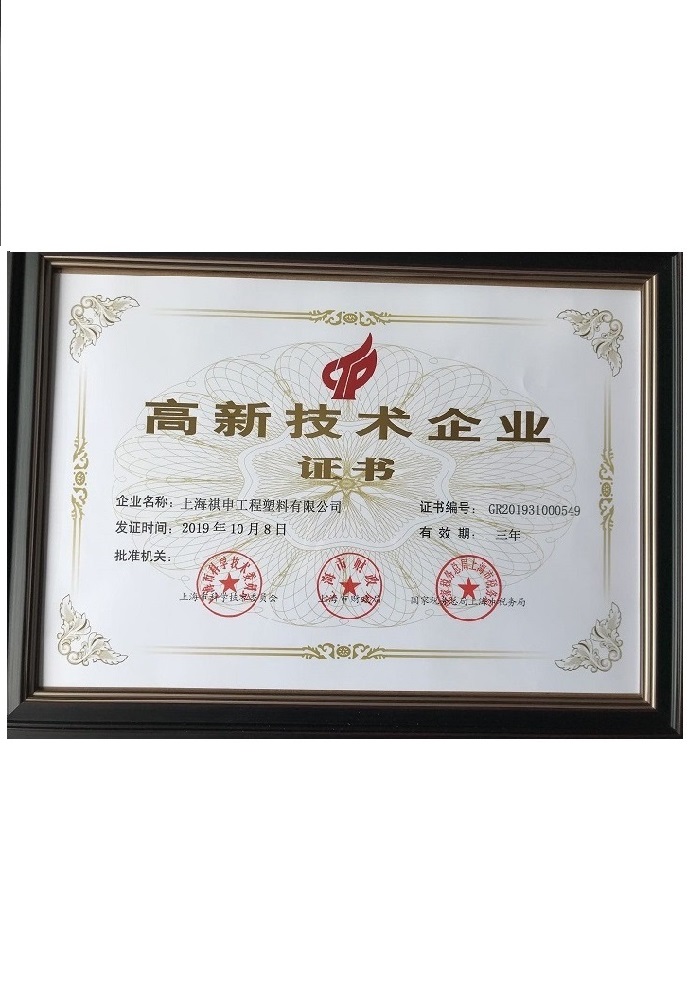 高新技术企业
证书
企业名称：上海祺申工程塑料有限公司
证书编号：GR201931000549
发证时间：2019年10月8日
有效期：三年
批准机关：
上海市科学技术委员会
上海市财政局
国家税务总局上海市税务局